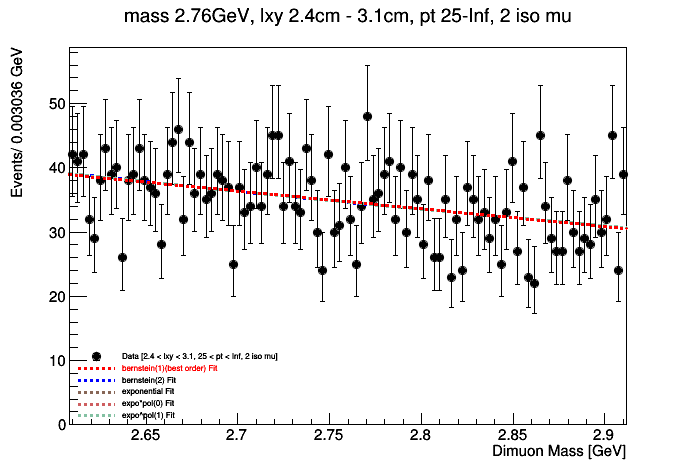 mass 2.76GeV, lxy 2.4cm - 3.1cm, pt 25-Inf, 2 iso mu
Events/ 0.003036 GeV
50
40
30
20
10
0
Data [2.4 < lxy < 3.1, 25 < pt < Inf, 2 iso mu]
bernstein(1)(best order) Fit
bernstein(2) Fit
exponential Fit
expo*pol(0) Fit
expo*pol(1) Fit
2.65 2.7 2.75 2.8 2.85 2.9
Dimuon Mass [GeV]